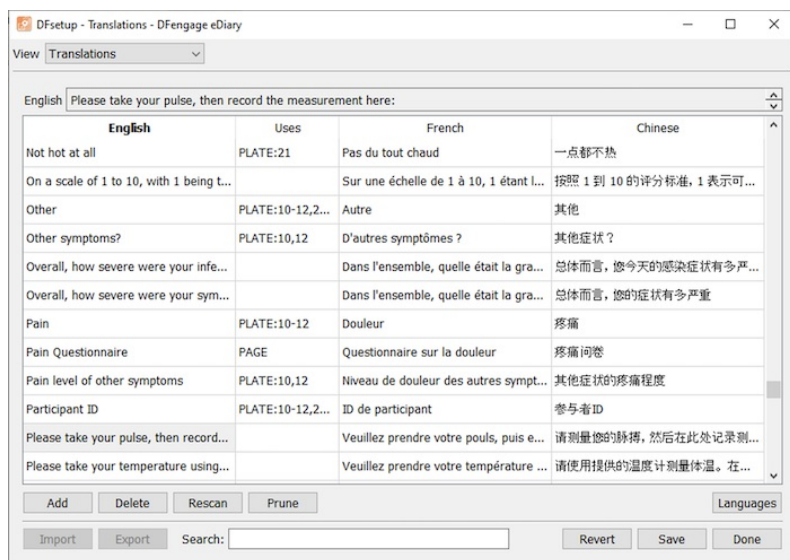 DFsetup - Translations - DFengage eDiary
View Translations
English Please take your pulse, then record the measurement here:
English Uses French Chinese
Not hot at all PLATE:21 Pas du tout chaud 一点都不热
On a scale of 1 to 10, with 1 being t... Sur une échelle de 1 à 10, 1 étant l... 按照 1 到 10 的评分标准, 1 表示可...
Other PLATE:10-12,2... Autre 其他
Other symptoms? PLATE:10,12 D'autres symptômes ? 其他症状？
Overall, how severe were your infe... Dans l'ensemble, quelle était la gra... 总体而言, 您今天的感染症状有多严...
Overall, how severe were your sym... Dans l'ensemble, quelle était la gra... 总体而言, 您的症状有多严重
Pain PLATE:10-12 Douleur 疼痛
Pain Questionnaire PAGE Questionnaire sur la douleur 疼痛问卷
Pain level of other symptoms PLATE:10,12 Niveau de douleur des autres sympt... 其他症状的疼痛程度
Participant ID PLATE:10-12,2... ID de participant 参与者ID
Please take your pulse, then record... Veuillez prendre votre pouls, puis e... 请测量您的脉搏, 然后在此处记录测...
Please take your temperature using... Veuillez prendre votre température ... 请使用提供的温度计测量体温。在...
Add Delete Rescan Prune Languages
Import Export Search: Revert Save Done